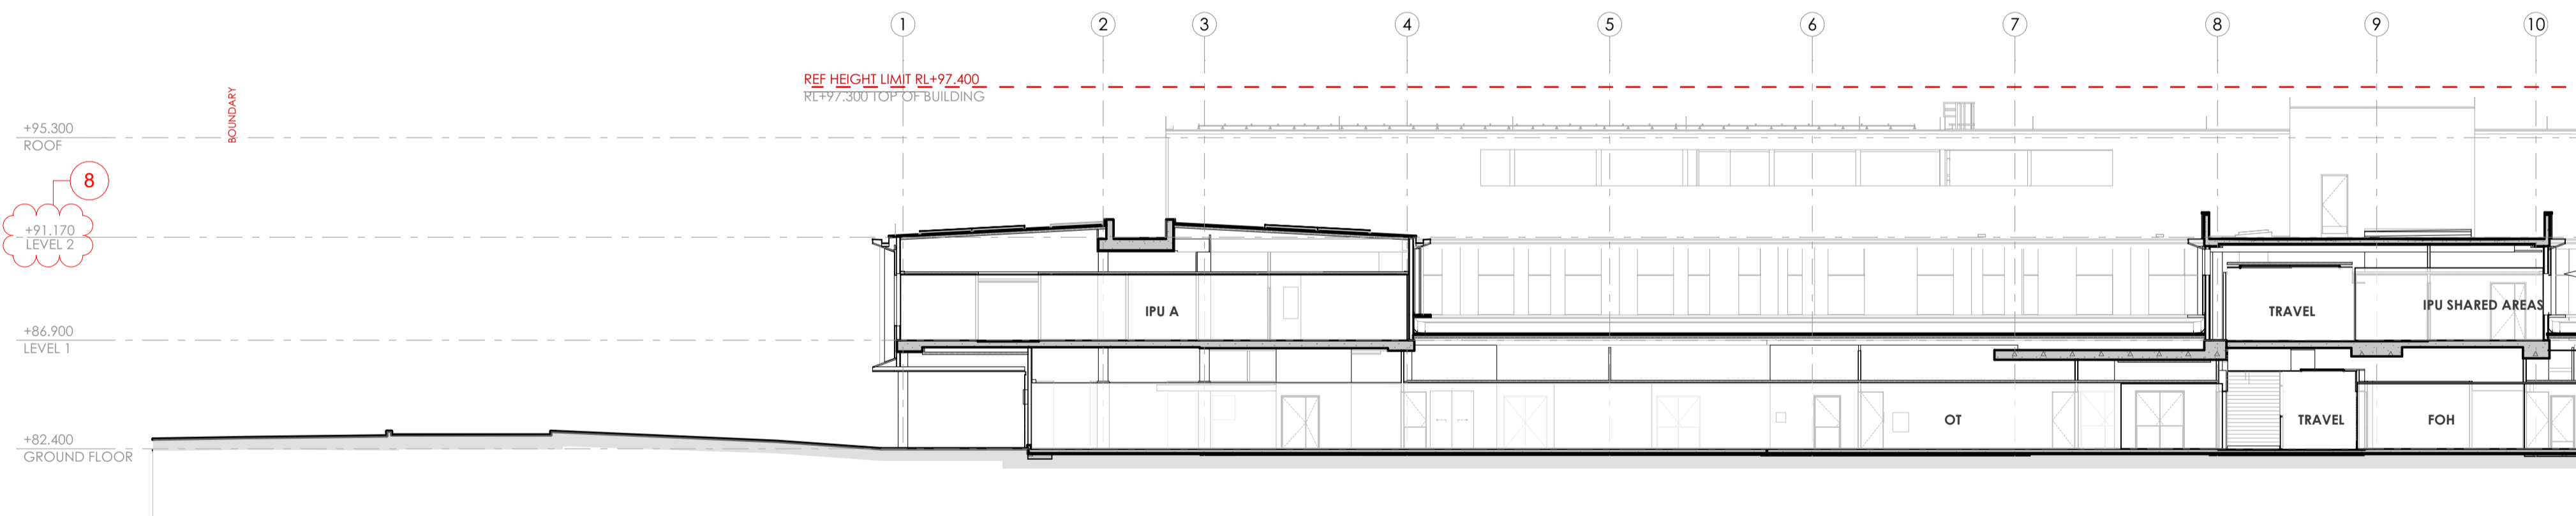 1 2 3 4 5 6 7 8 9 10
REF HEIGHT LIMIT RL+97.400
RL+97.300 TOP OF BUILDING
BOUNDARY
+95.300
ROOF
8
+91.170
LEVEL 2
+86.900
LEVEL 1
IPU A
TRAVEL
IPU SHARED AREAS
+82.400
GROUND FLOOR
OT
TRAVEL
FOH